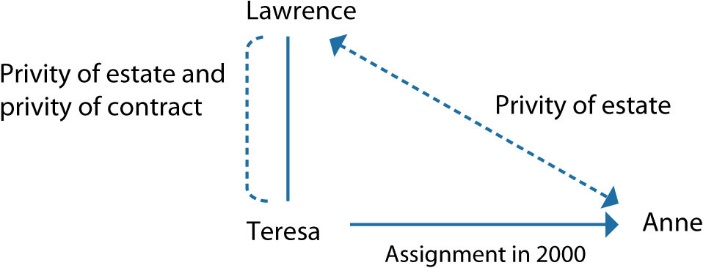 Lawrence
Privity of estate and
privity of contract
Privity of estate
Teresa
Anne
Assignment in 2000